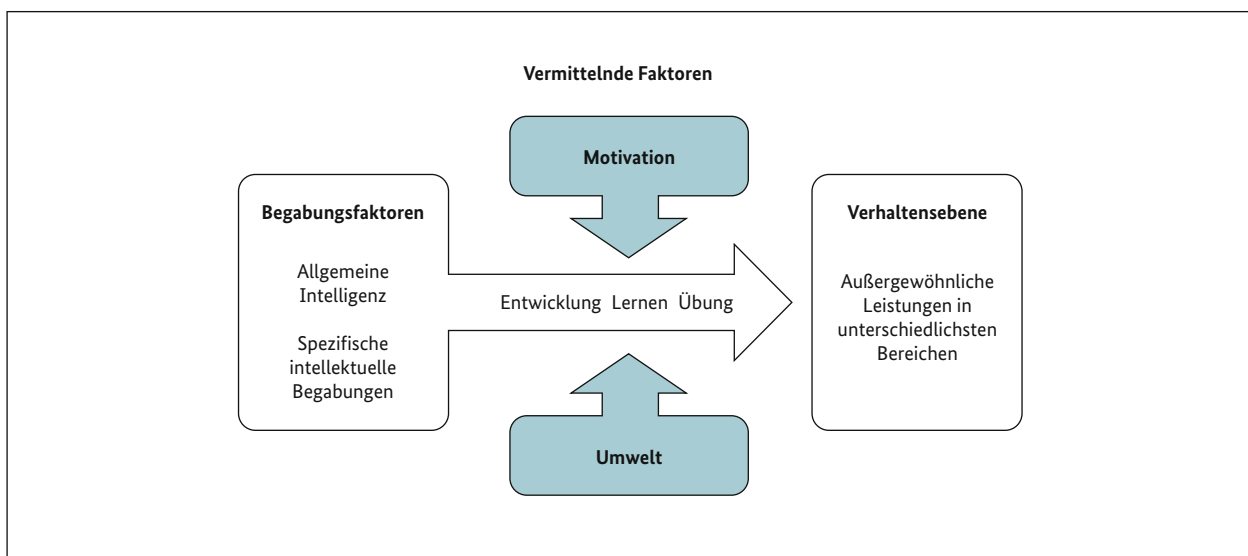 Vermittelnde Faktoren
Motivation
Begabungsfaktoren
Allgemeine
Intelligenz
Spezifische
intellektuelle
Begabungen
Entwicklung Lernen Übung
Verhaltensebene
Außergewöhnliche
Leistungen in
unterschiedlichsten
Bereichen
Umwelt